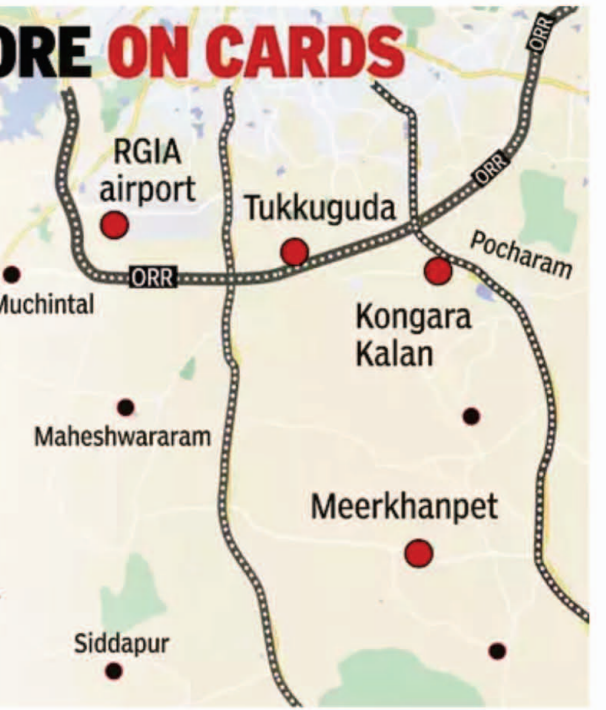 ORE ON CARDS
ORR
RGIA
airport
ORR
Tukkuguda
Pocharam
ORR
Muchintal
Kongara
Kalan
Maheshwararam
Meerkhanpet
Siddapur